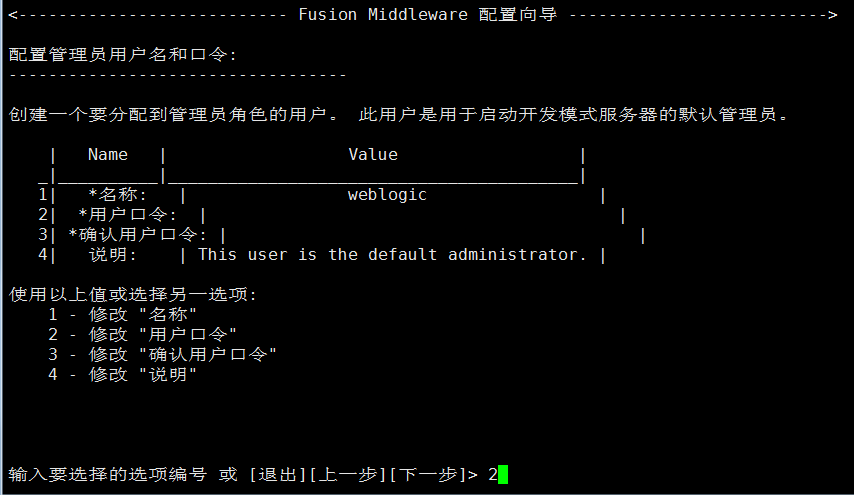 <--------------------------- Fusion Middleware 配置向导 -------------------------->
配置管理员用户名和口令:
----------------------------------
创建一个要分配到管理员角色的用户。 此用户是用于启动开发模式服务器的默认管理员。
|   Name   |                  Value                  |
_|__________|_________________________________________|
1|   *名称:   |                weblogic                 |
2|  *用户口令:  |                                         |
3| *确认用户口令: |                                         |
4|   说明:    | This user is the default administrator. |
使用以上值或选择另一选项:
1 - 修改 "名称"
2 - 修改 "用户口令"
3 - 修改 "确认用户口令"
4 - 修改 "说明"
输入要选择的选项编号 或 [退出][上一步][下一步]> 2